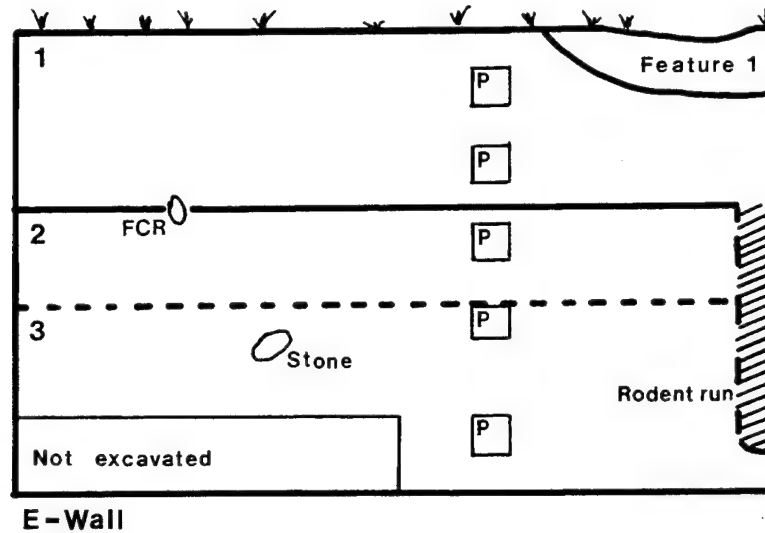 1
Feature 1
P
P
FCR
2
P
3
P
Stone
Rodent run
P
Not excavated
E-Wall